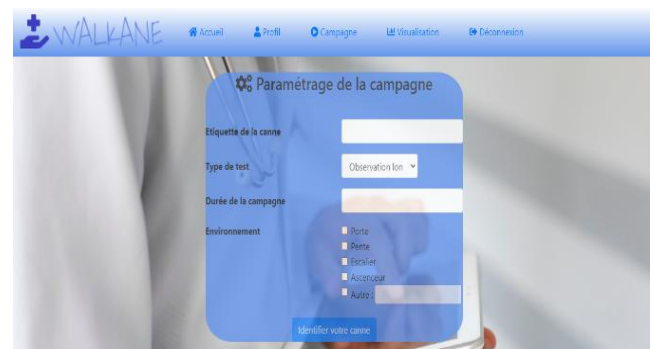 WALKANE
Accueil Profil Campagne Visualisation Déconnexion
Paramétrage de la campagne
Etiquette de la canne
Type de test Observation lon
Durée de la campagne
Environnement
Porte
Pente
Escalier
Ascenceur
Autre :
Identifier votre canne